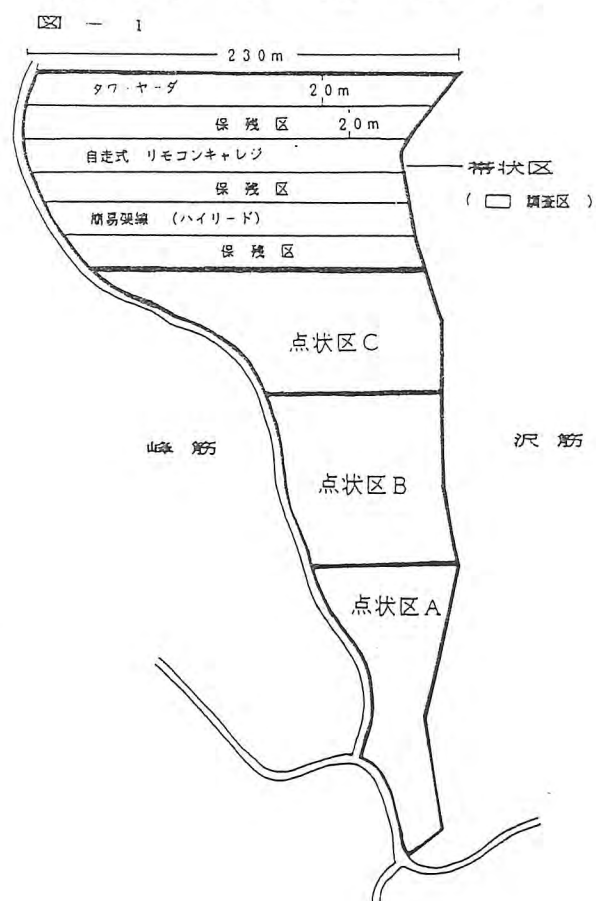 図 － 1
230m
タワ・ヤーダ 20m
保残区 20m
自走式 リモコンキャレジ
帯状区
保残区
(□ 調査区)
簡易架線 (ハイリード)
保残区
点状区C
峰筋
沢筋
点状区B
点状区A